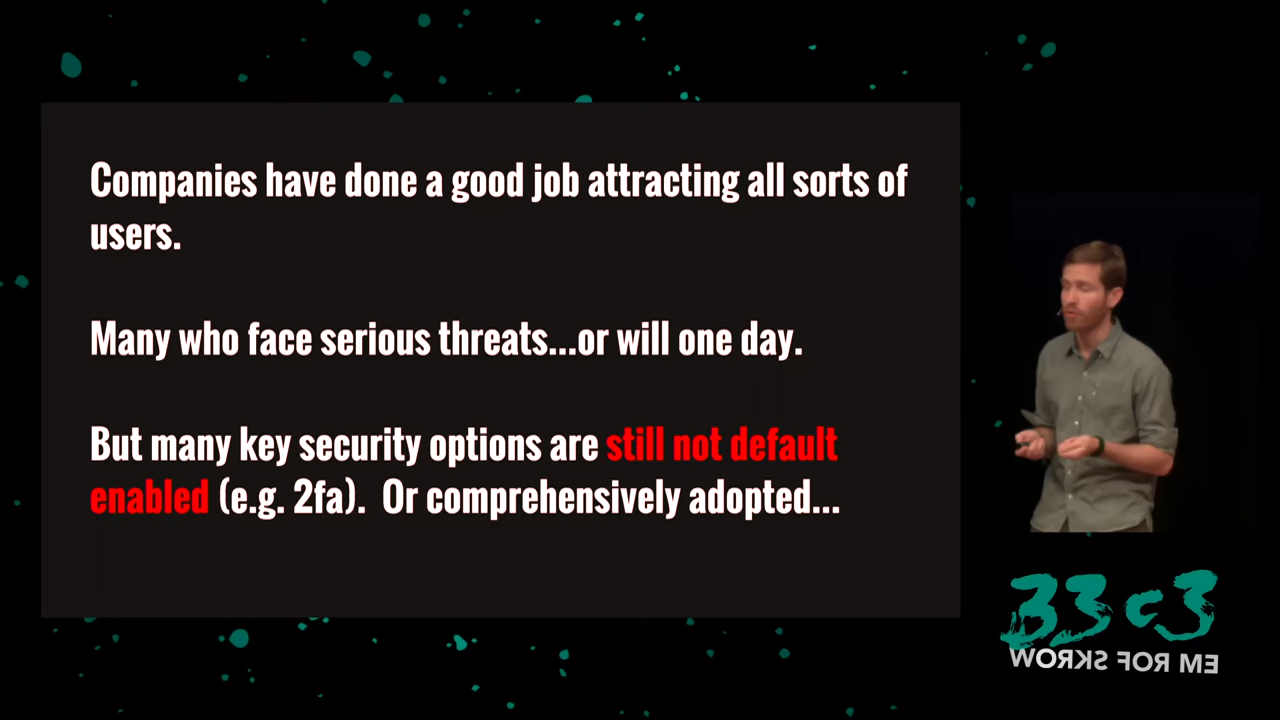 Companies have done a good job attracting all sorts of
users.
Many who face serious threats...or will one day.
But many key security options are still not default
enabled (e.g. 2fa). Or comprehensively adopted...
33c3
WORKS FOR ME